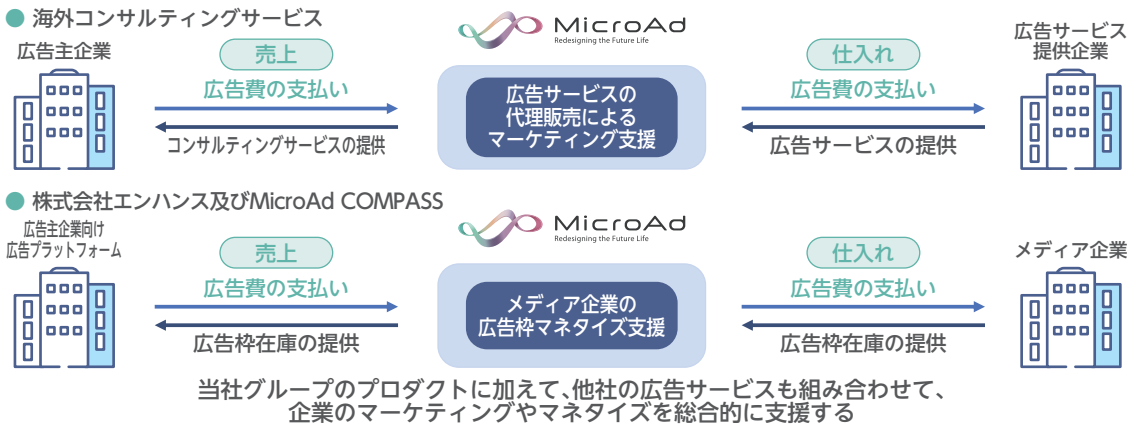 海外コンサルティングサービス
MicroAd
Redesigning the Future Life
広告主企業
売上
広告費の支払い
コンサルティングサービスの提供
広告サービスの
代理販売による
マーケティング支援
仕入れ
広告費の支払い
広告サービスの提供
広告サービス
提供企業
株式会社エンハンス及びMicroAd COMPASS
MicroAd
Redesigning the Future Life
広告主企業向け
広告プラットフォーム
売上
広告費の支払い
広告枠在庫の提供
メディア企業の
広告枠マネタイズ支援
仕入れ
広告費の支払い
広告枠在庫の提供
メディア企業
当社グループのプロダクトに加えて、他社の広告サービスも組み合わせて、
企業のマーケティングやマネタイズを総合的に支援する